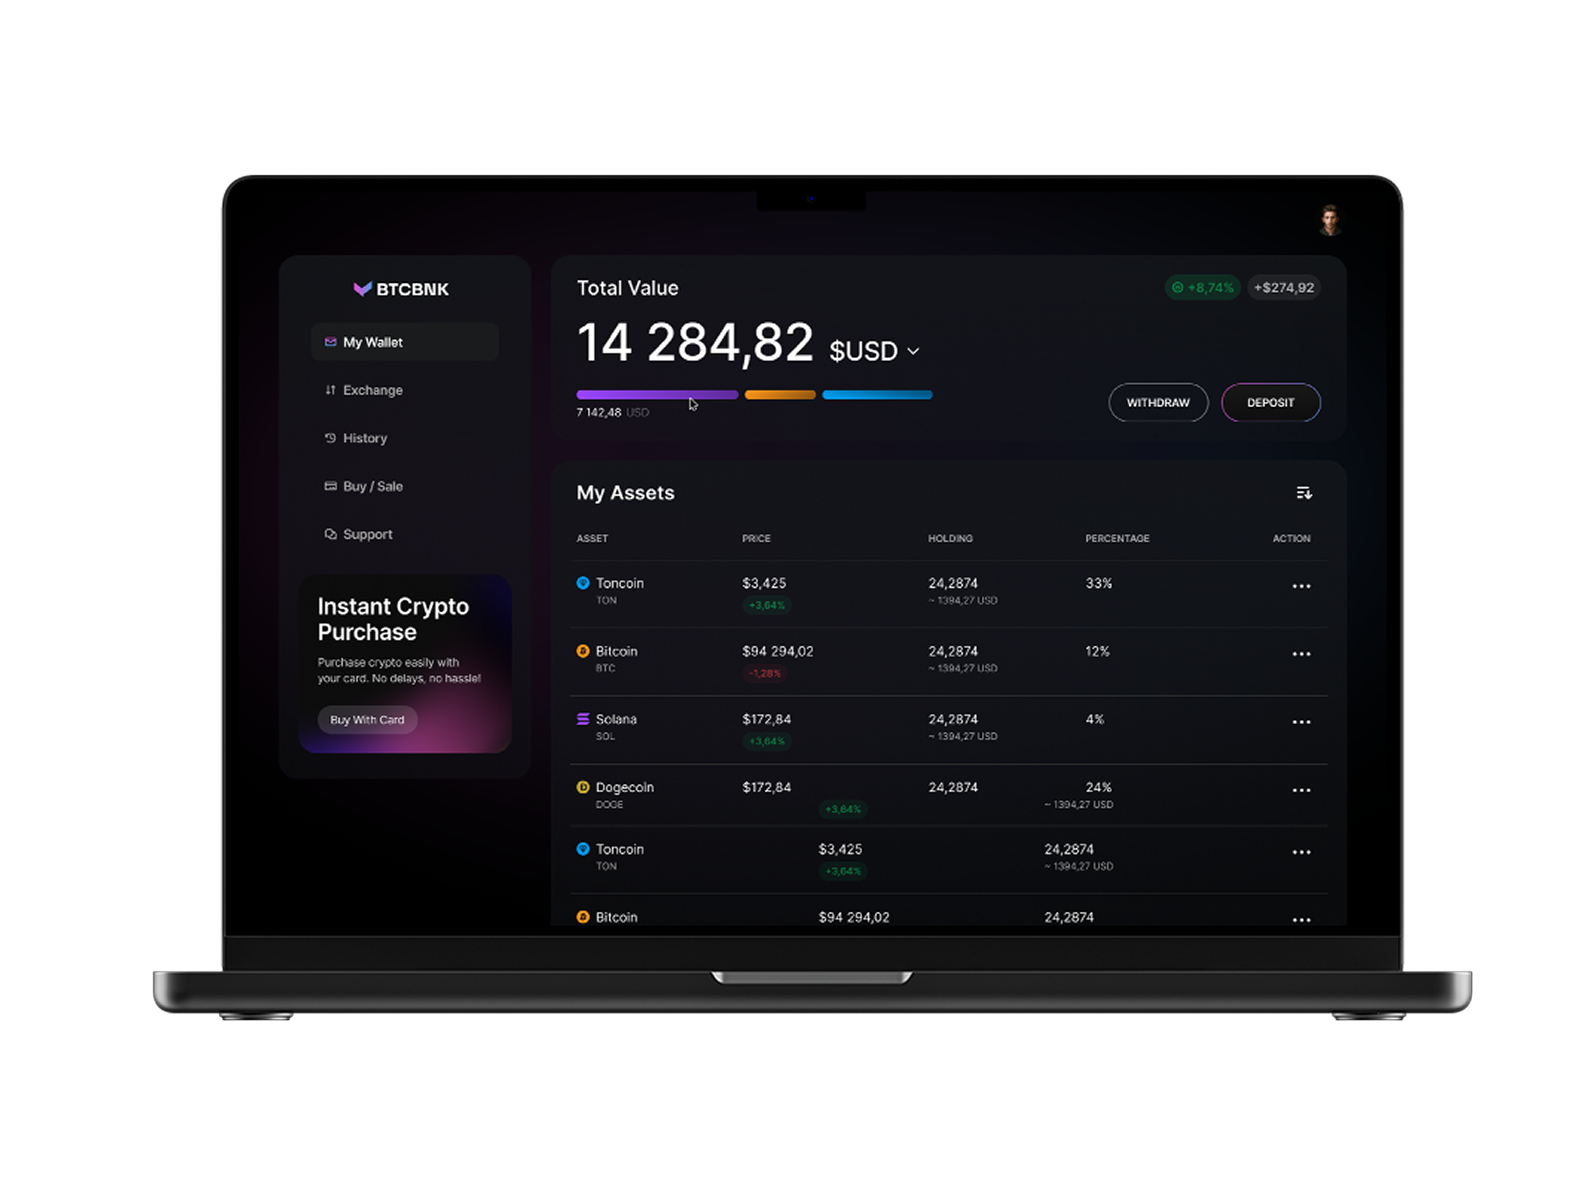 BTCBNK
My Wallet
Exchange
History
Buy / Sale
Support
Instant Crypto
Purchase
Purchase crypto easily with
your card. No delays, no hassle!
Buy With Card
Total Value
+8,74% +$274,92
14 284,82 $USD
7 142,48 USD
WITHDRAW DEPOSIT
My Assets
ASSET PRICE HOLDING PERCENTAGE ACTION
Toncoin $3,425 24,2874 33%
TON +3,64% ~ 1394,27 USD
Bitcoin $94 294,02 24,2874 12%
BTC -1,28% ~ 1394,27 USD
Solana $172,84 24,2874 4%
SOL +3,64% ~ 1394,27 USD
Dogecoin $172,84 24,2874 24%
DOGE +3,64% ~ 1394,27 USD
Toncoin $3,425 24,2874
TON +3,64% ~ 1394,27 USD
Bitcoin $94 294,02 24,2874